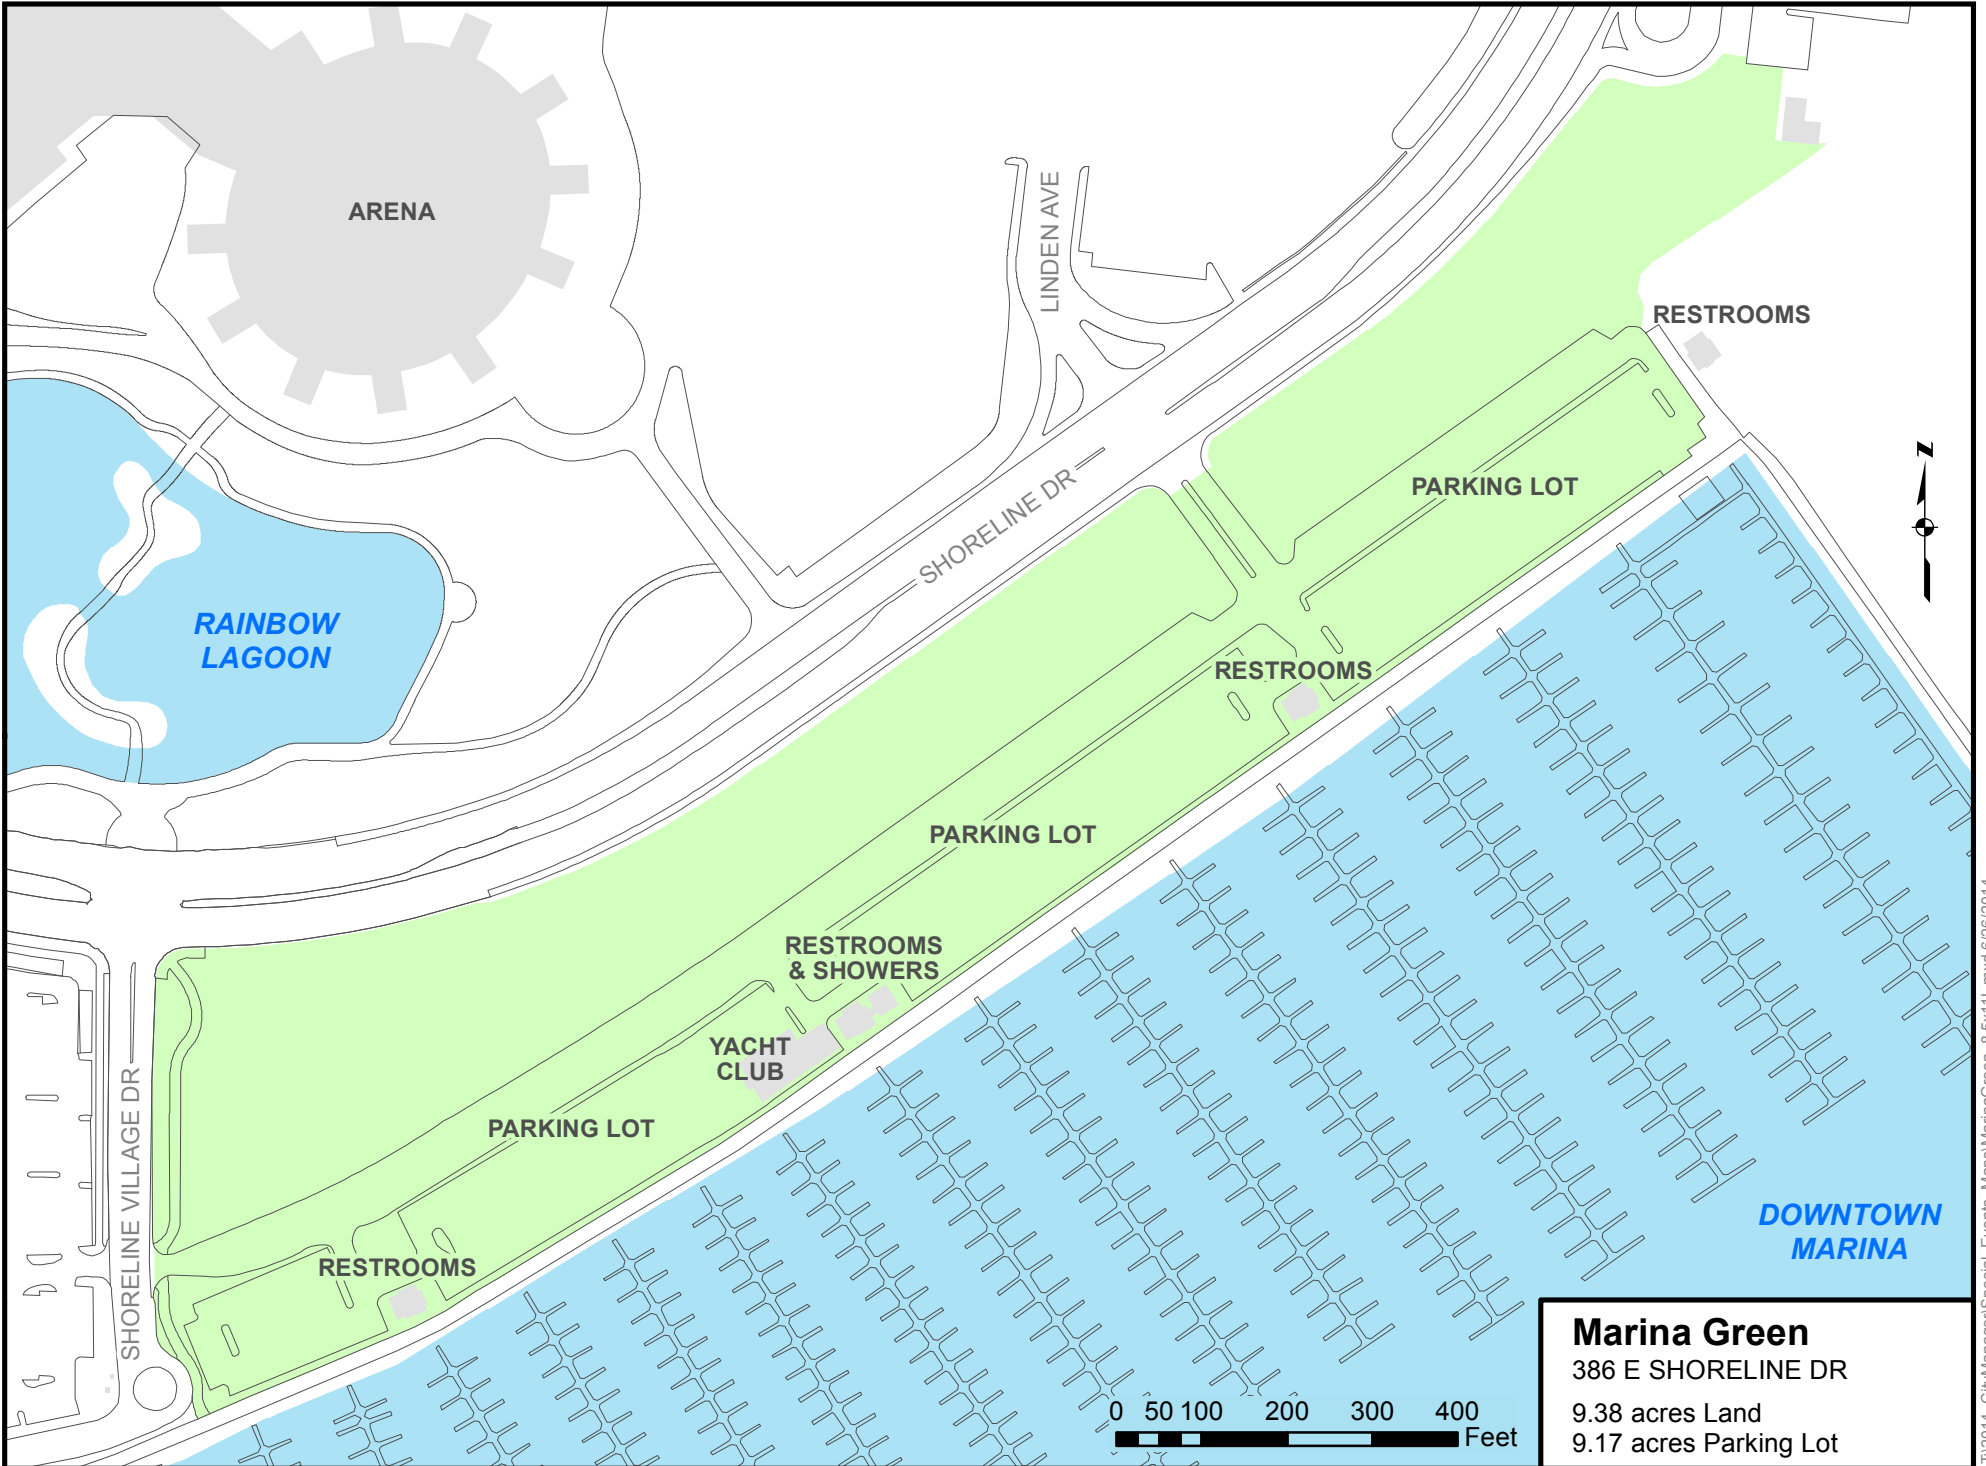 ARENA
LINDEN AVE
RESTROOMS
PARKING LOT
N
SHORELINE DR
RAINBOW
LAGOON
RESTROOMS
PARKING LOT
RESTROOMS
& SHOWERS
YACHT
CLUB
PARKING LOT
SHORELINE VILLAGE DR
RESTROOMS
DOWNTOWN
MARINA
0 50 100 200 300 400
Feet
Marina Green
386 E SHORELINE DR
9.38 acres Land
9.17 acres Parking Lot